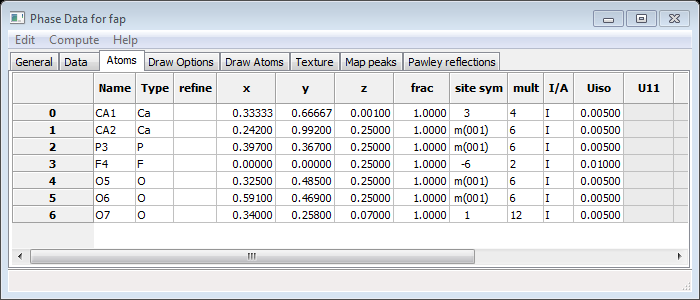 Phase Data for fap
Edit Compute Help
General Data Atoms Draw Options Draw Atoms Texture Map peaks Pawley reflections
Name Type refine x y z frac site sym mult I/A Uiso U11
0 CA1 Ca 0.33333 0.66667 0.00100 1.0000 3 4 I 0.00500
1 CA2 Ca 0.24200 0.99200 0.25000 1.0000 m(001) 6 I 0.00500
2 P3 P 0.39700 0.36700 0.25000 1.0000 m(001) 6 I 0.00500
3 F4 F 0.00000 0.00000 0.25000 1.0000 -6 2 I 0.01000
4 O5 O 0.32500 0.48500 0.25000 1.0000 m(001) 6 I 0.00500
5 O6 O 0.59100 0.46900 0.25000 1.0000 m(001) 6 I 0.00500
6 O7 O 0.34000 0.25800 0.07000 1.0000 1 12 I 0.00500